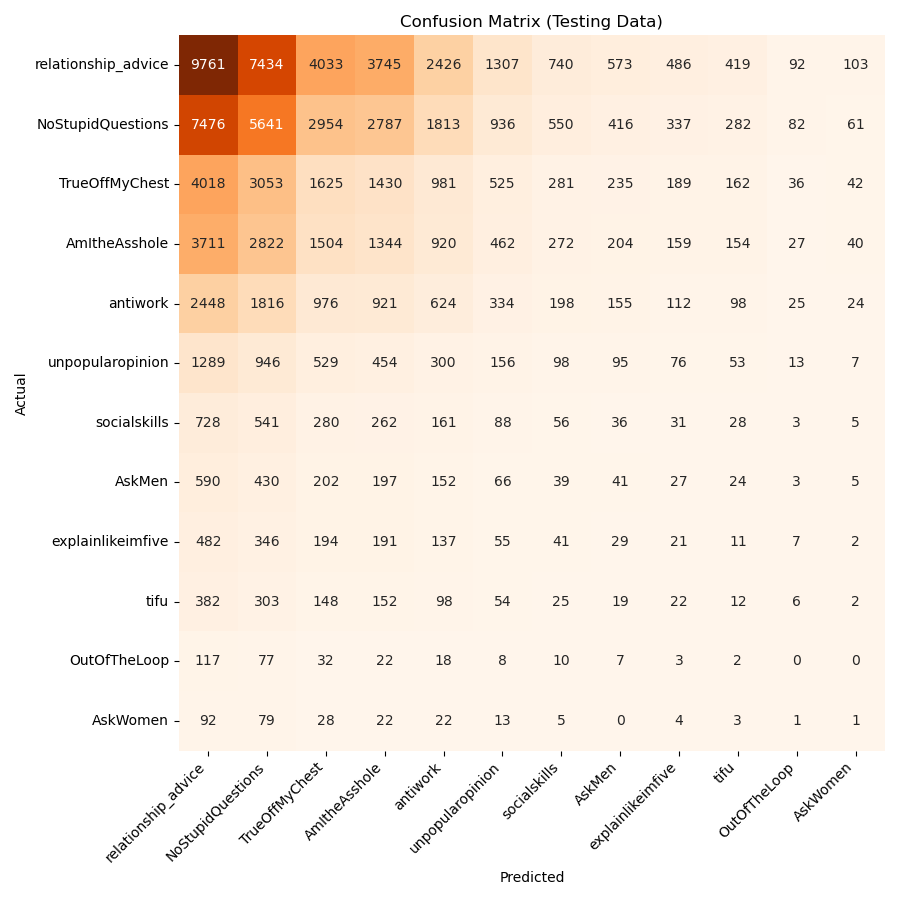 Confusion Matrix (Testing Data)
relationship_advice 9761 7434 4033 3745 2426 1307 740 573 486 419 92 103
NoStupidQuestions 7476 5641 2954 2787 1813 936 550 416 337 282 82 61
TrueOffMyChest 4018 3053 1625 1430 981 525 281 235 189 162 36 42
AmItheAsshole 3711 2822 1504 1344 920 462 272 204 159 154 27 40
antiwork 2448 1816 976 921 624 334 198 155 112 98 25 24
unpopularopinion 1289 946 529 454 300 156 98 95 76 53 13 7
socialskills 728 541 280 262 161 88 56 36 31 28 3 5
AskMen 590 430 202 197 152 66 39 41 27 24 3 5
explainlikeimfive 482 346 194 191 137 55 41 29 21 11 7 2
tifu 382 303 148 152 98 54 25 19 22 12 6 2
OutOfTheLoop 117 77 32 22 18 8 10 7 3 2 0 0
AskWomen 92 79 28 22 22 13 5 0 4 3 1 1
Actual
relationship_advice NoStupidQuestions TrueOffMyChest AmItheAsshole antiwork unpopularopinion socialskills AskMen explainlikeimfive tifu OutOfTheLoop AskWomen
Predicted